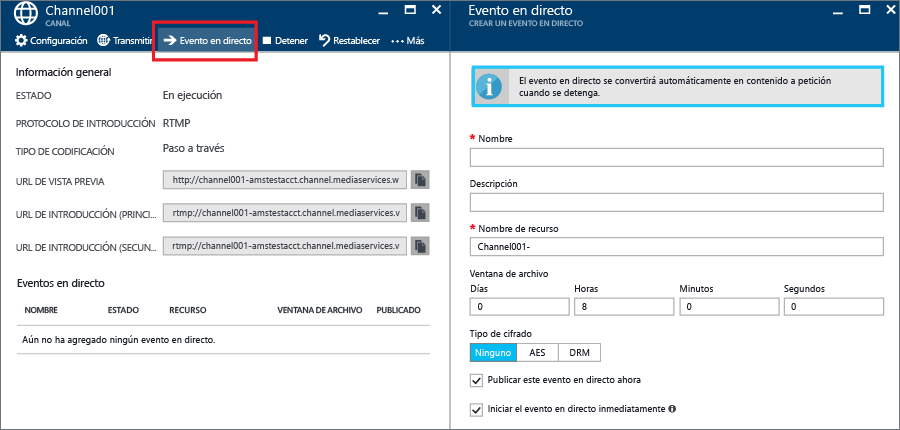 Channel001
CANAL
Configuración Transmitir Evento en directo Detener Restablecer ... Más
Información general
ESTADO En ejecución
PROTOCOLO DE INTRODUCCIÓN RTMP
TIPO DE CODIFICACIÓN Paso a través
URL DE VISTA PREVIA http://channel001-amstestacct.channel.mediaservices.w
URL DE INTRODUCCIÓN (PRINCI... rtmp://channel001-amstestacct.channel.mediaservices.v
URL DE INTRODUCCIÓN (SECUN... rtmp://channel001-amstestacct.channel.mediaservices.v
Eventos en directo
NOMBRE ESTADO RECURSO VENTANA DE ARCHIVO PUBLICADO
Aún no ha agregado ningún evento en directo.
Evento en directo
CREAR UN EVENTO EN DIRECTO
El evento en directo se convertirá automáticamente en contenido a petición
cuando se detenga.
* Nombre
Descripción
* Nombre de recurso
Channel001-
Ventana de archivo
Días Horas Minutos Segundos
0 8 0 0
Tipo de cifrado
Ninguno AES DRM
Publicar este evento en directo ahora
Iniciar el evento en directo inmediatamente